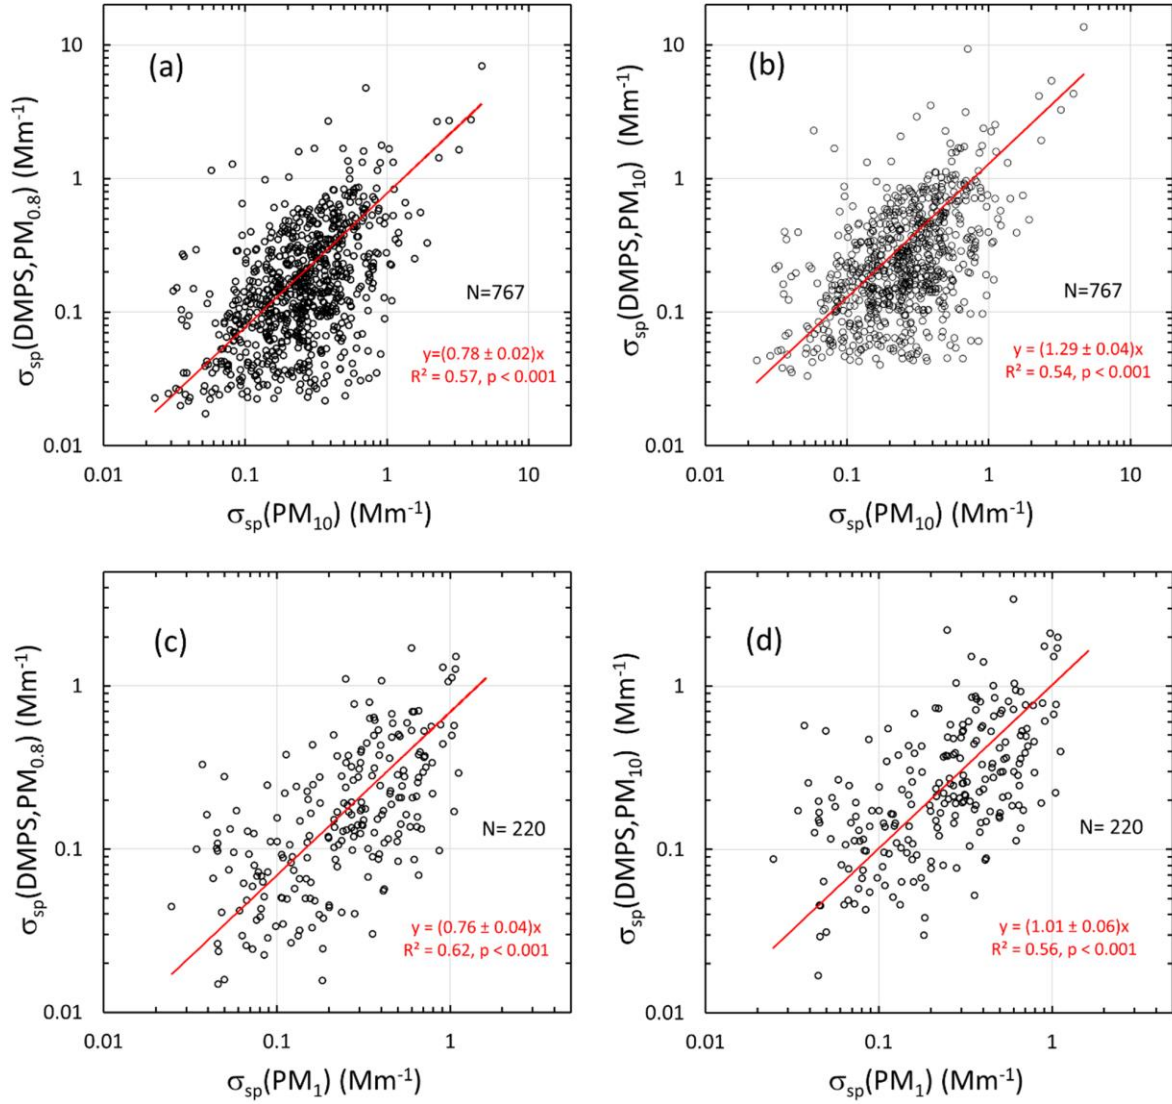 (a)
10
1
0.1
0.01
σsp(DMPS,PM0.8) (Mm-1)
N=767
y=(0.78 ± 0.02)x
R² = 0.57, p < 0.001
0.01
0.1
1
10
σsp(PM10) (Mm-1)
(b)
10
1
0.1
0.01
σsp(DMPS,PM10) (Mm-1)
N=767
y = (1.29 ± 0.04)x
R² = 0.54, p < 0.001
0.01
0.1
1
10
σsp(PM10) (Mm-1)
(c)
1
0.1
0.01
σsp(DMPS,PM0.8) (Mm-1)
N= 220
y = (0.76 ± 0.04)x
R² = 0.62, p < 0.001
0.01
0.1
1
σsp(PM1) (Mm-1)
(d)
1
0.1
0.01
σsp(DMPS,PM10) (Mm-1)
N= 220
y = (1.01 ± 0.06)x
R² = 0.56, p < 0.001
0.01
0.1
1
σsp(PM1) (Mm-1)